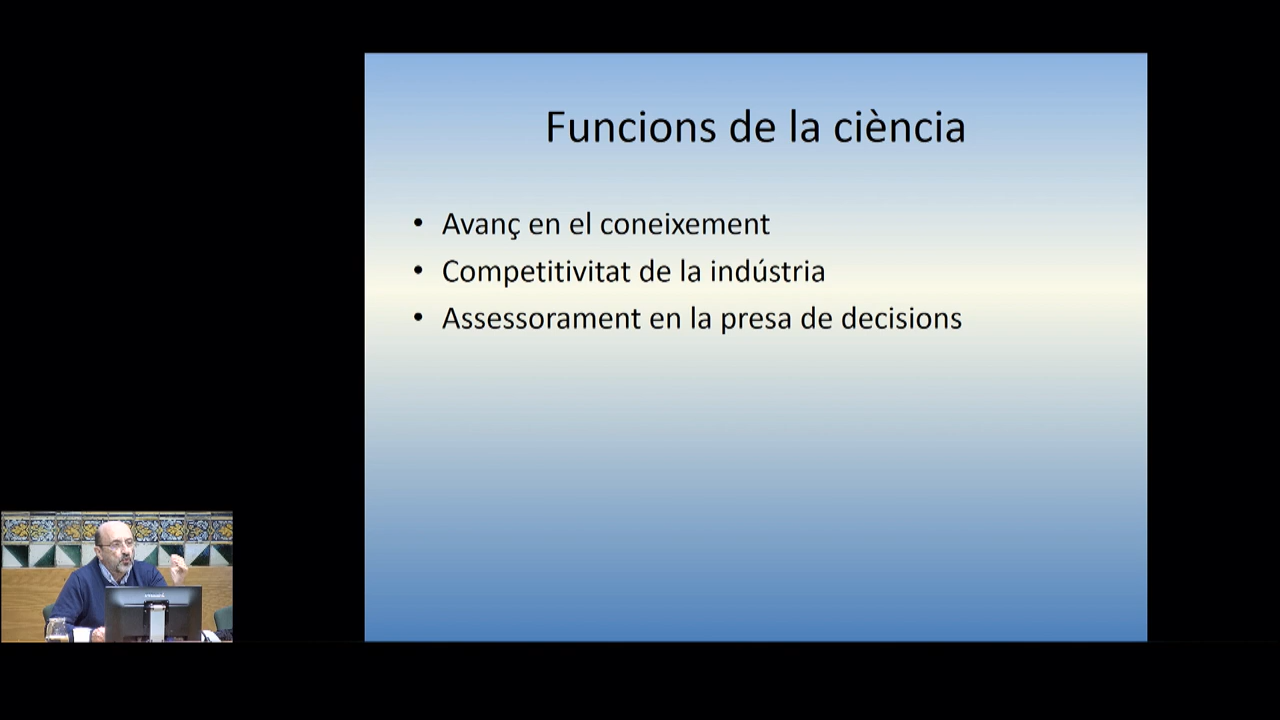 Funcions de la ciència
• Avanç en el coneixement
• Competitivitat de la indústria
• Assessorament en la presa de decisions